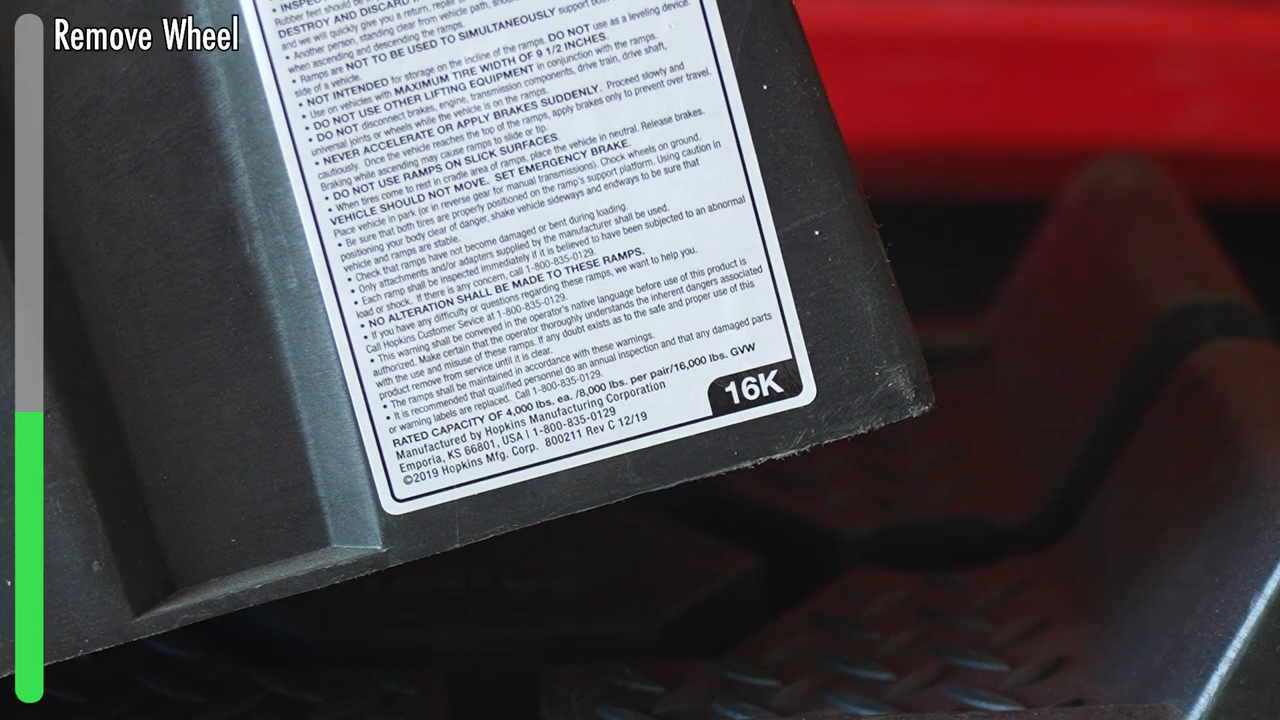 Remove Wheel
• INSPEC
Rubber feet should be
DESTROY AND DISCARD
and we will quickly give you a return, repair
• Another person, standing clear from vehicle path, should
when ascending and descending the ramps.
• Ramps are NOT TO BE USED TO SIMULTANEOUSLY support both
side of a vehicle.
• NOT INTENDED for storage on the incline of the ramps. DO NOT use as a leveling device.
• Use on vehicles with MAXIMUM TIRE WIDTH OF 9 1/2 INCHES.
• DO NOT USE OTHER LIFTING EQUIPMENT in conjunction with the ramps.
• DO NOT disconnect brakes, engine, transmission components, drive train, drive shaft,
universal joints or wheels while the vehicle is on the ramps.
• NEVER ACCELERATE OR APPLY BRAKES SUDDENLY. Proceed slowly and
cautiously. Once the vehicle reaches the top of the ramps, apply brakes only to prevent over travel.
Braking while ascending may cause ramps to slide or tip.
• DO NOT USE RAMPS ON SLICK SURFACES.
• When tires come to rest in cradle area of ramps, place the vehicle in neutral. Release brakes.
VEHICLE SHOULD NOT MOVE. SET EMERGENCY BRAKE.
Place vehicle in park (or in reverse gear for manual transmissions). Chock wheels on ground.
• Be sure that both tires are properly positioned on the ramp's support platform. Using caution in
positioning your body clear of danger, shake vehicle sideways and endways to be sure that
vehicle and ramps are stable.
• Check that ramps have not become damaged or bent during loading.
• Only attachments and/or adapters supplied by the manufacturer shall be used.
• Each ramp shall be inspected immediately if it is believed to have been subjected to an abnormal
load or shock. If there is any concern, call 1-800-835-0129.
• NO ALTERATION SHALL BE MADE TO THESE RAMPS.
• If you have any difficulty or questions regarding these ramps, we want to help you.
Call Hopkins Customer Sevice at 1-800-835-0129.
• This warning shall be conveyed in the operator's native language before use of this product is
authorized. Make certain that the operator thoroughly understands the inherent dangers associated
with the use and misuse of these ramps. If any doubt exists as to the safe and proper use of this
product remove from service until it is clear.
• The ramps shall be maintained in accordance with these warnings.
• It is recommended that qualified personnel do an annual inspection and that any damaged parts
or warning labels are replaced. Call 1-800-835-0129.
RATED CAPACITY OF 4,000 lbs. ea. /8,000 lbs. per pair/16,000 lbs. GVW
Manufactured by Hopkins Manufacturing Corporation
Emporia, KS 66801, USA | 1-800-835-0129
©2019 Hopkins Mfg. Corp. 800211 Rev C 12/19
16K